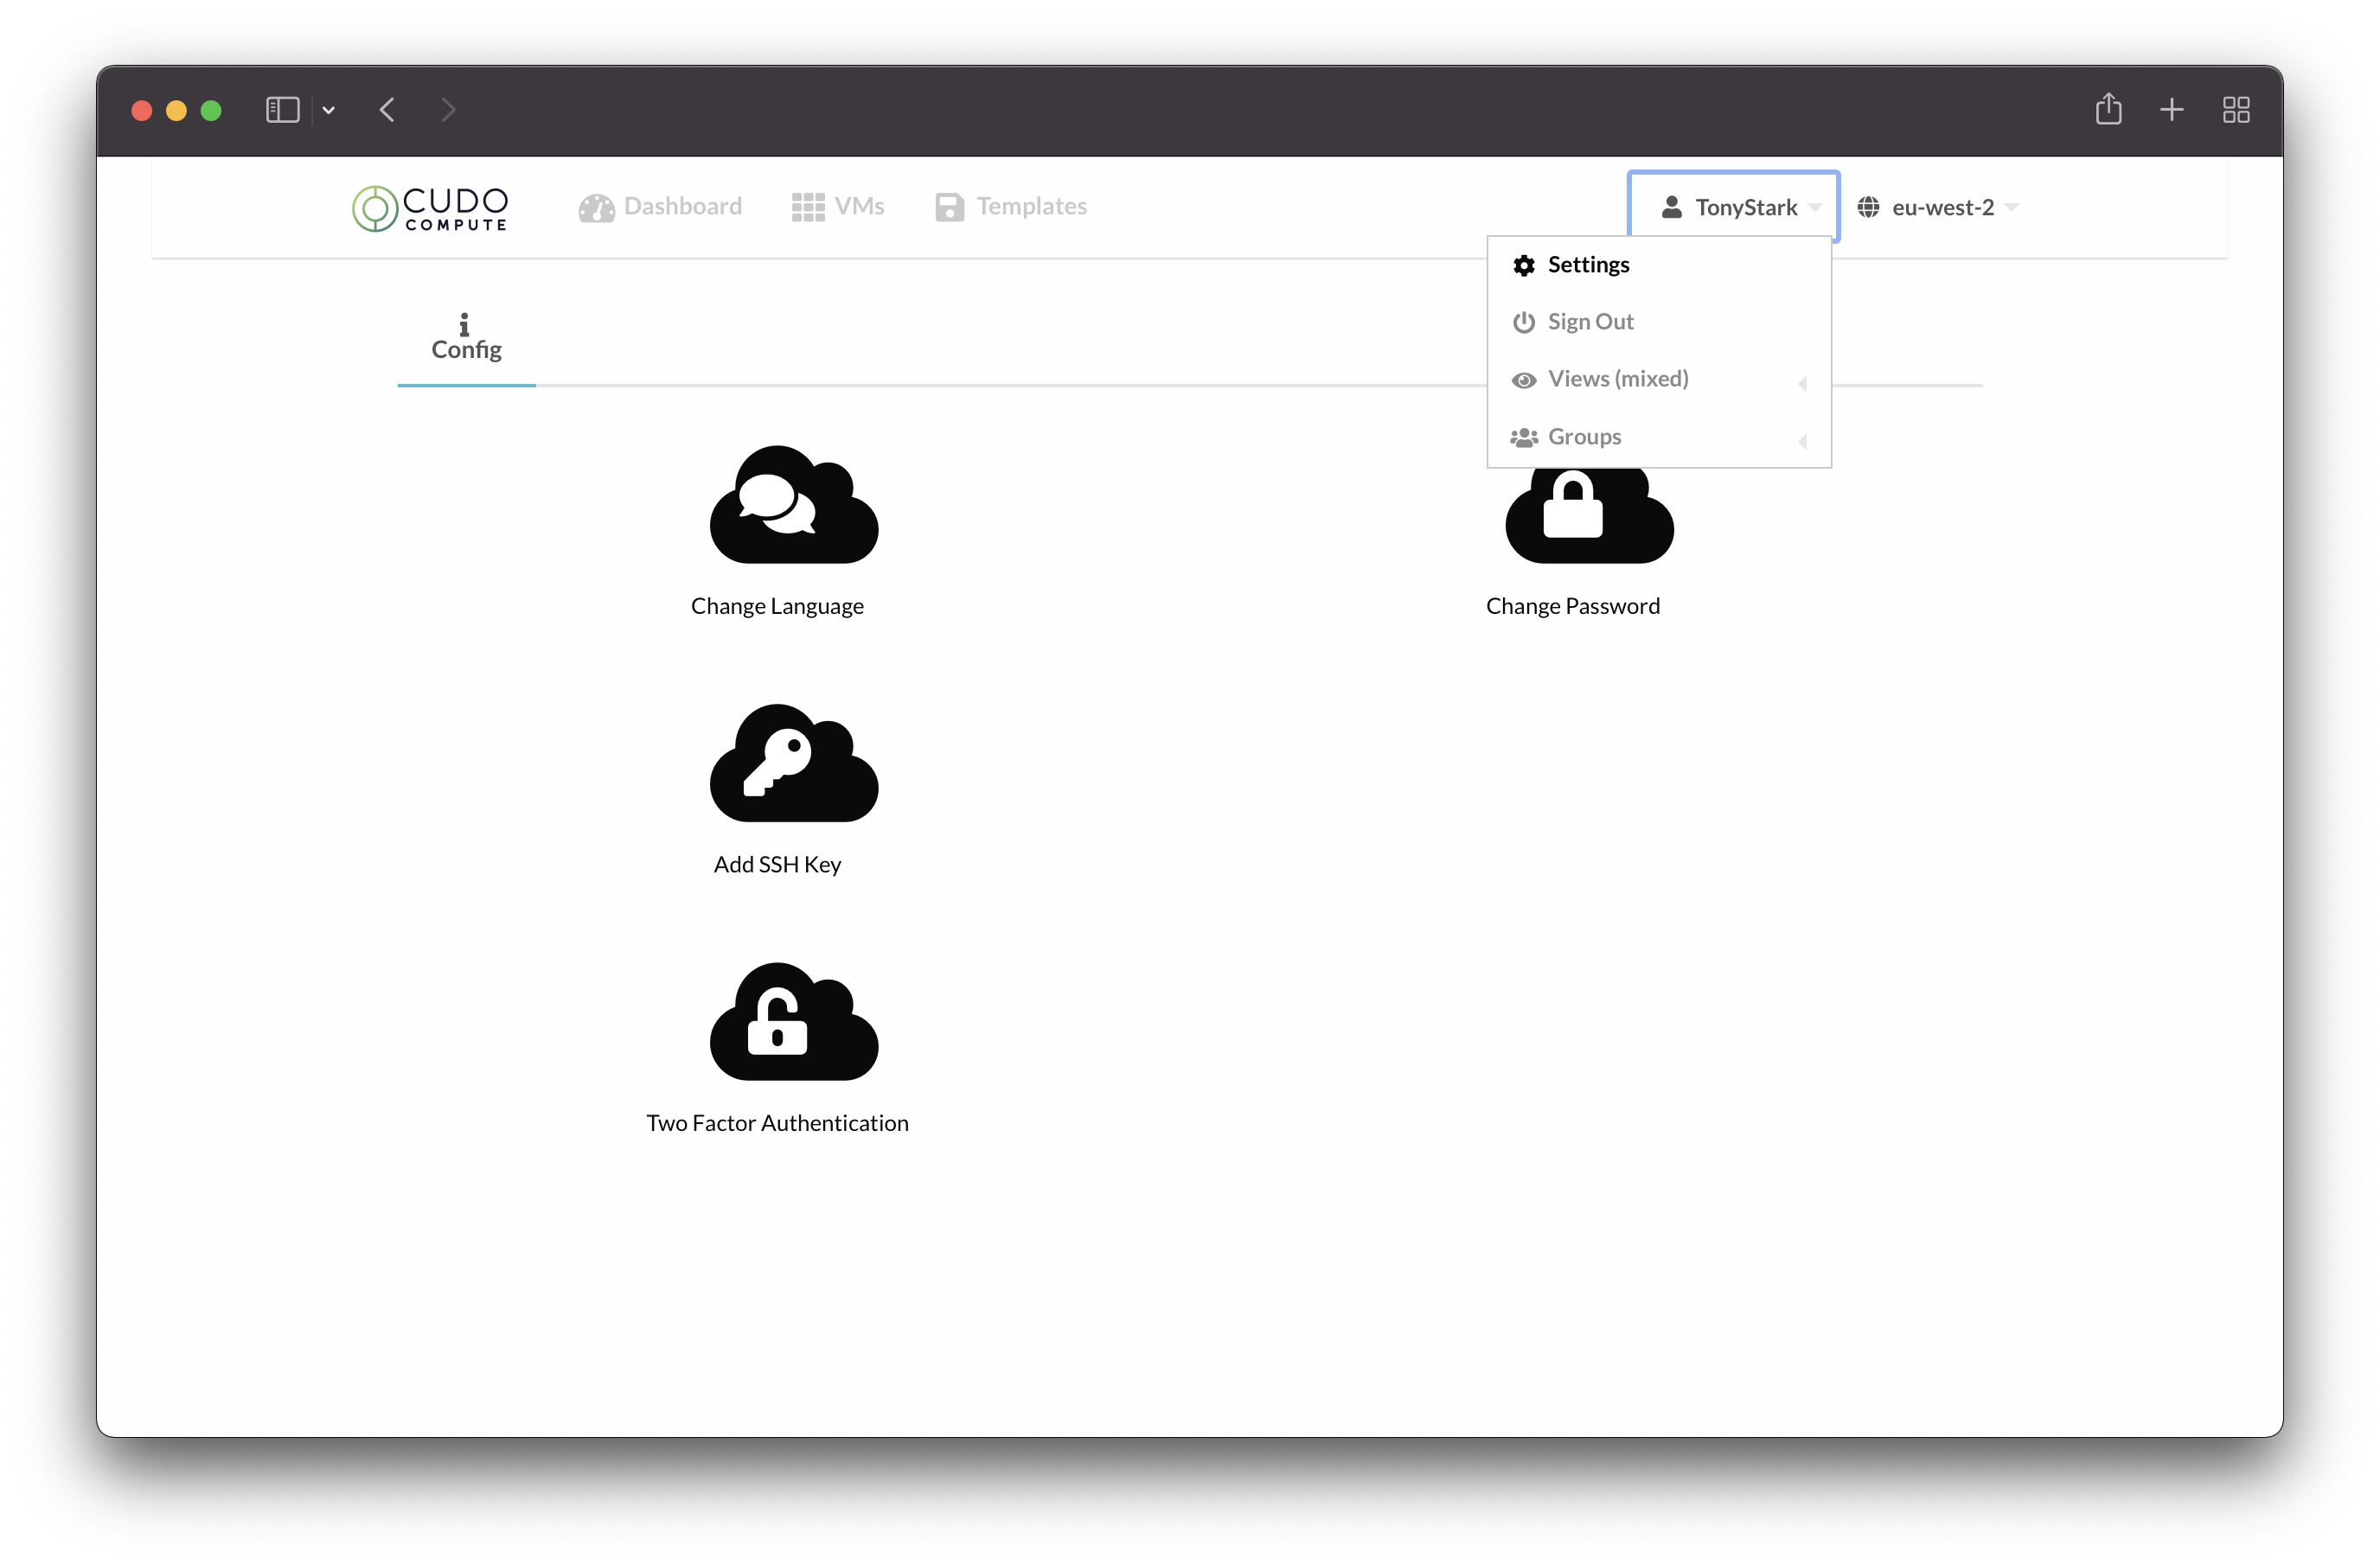 CUDO
COMPUTE
Dashboard
VMs
Templates
TonyStark
eu-west-2
Settings
Sign Out
Views (mixed)
Groups
Config
Change Language
Change Password
Add SSH Key
Two Factor Authentication